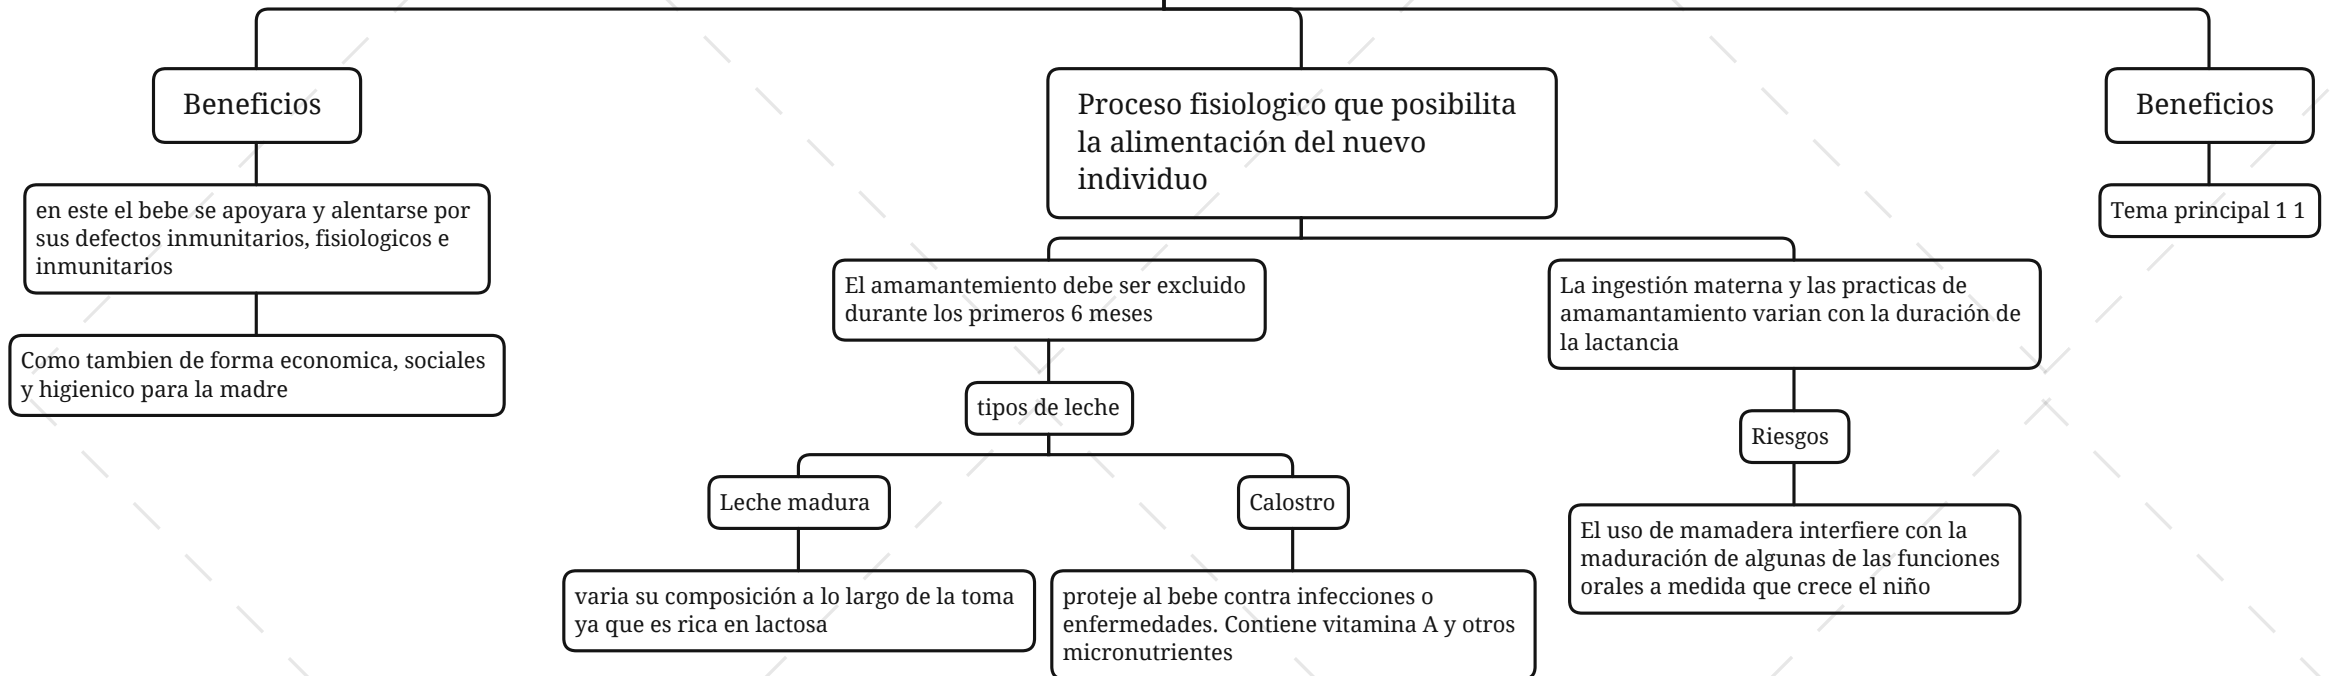 Beneficios
en este el bebe se apoyara y alentarse por
sus defectos inmunitarios, fisiologicos e
inmunitarios
Como tambien de forma economica, sociales
y higienico para la madre
Proceso fisiologico que posibilita
la alimentación del nuevo
individuo
El amamantemiento debe ser excluido
durante los primeros 6 meses
tipos de leche
Leche madura
varia su composición a lo largo de la toma
ya que es rica en lactosa
Calostro
proteje al bebe contra infecciones o
enfermedades. Contiene vitamina A y otros
micronutrientes
La ingestión materna y las practicas de
amamantamiento varian con la duración de
la lactancia
Riesgos
El uso de mamadera interfiere con la
maduración de algunas de las funciones
orales a medida que crece el niño
Beneficios
Tema principal 1 1